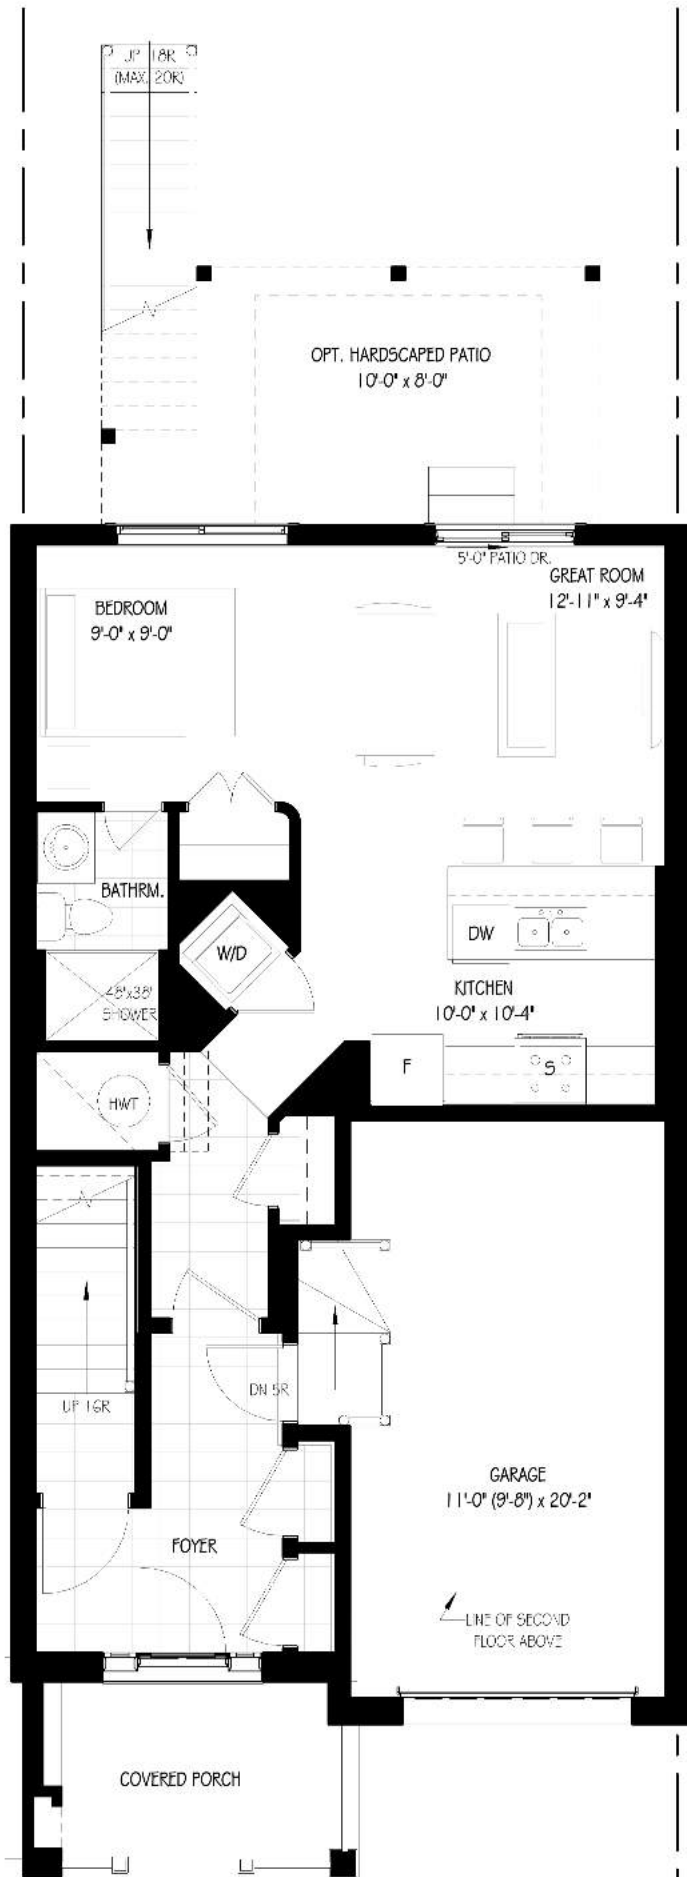 UP 18R
(MAX. 20R)
OPT. HARDSCAPED PATIO
10'-0" x 8'-0"
5'-0" PATIO DR.
GREAT ROOM
12'-11" x 9'-4"
BEDROOM
9'-0" x 9'-0"
BATHRM.
W/D
DW
48"x38"
SHOWER
KITCHEN
10'-0" x 10'-4"
F
S
HWT
UP 16R
DN 5R
GARAGE
11'-0" (9'-8") x 20'-2"
FOYER
LINE OF SECOND
FLOOR ABOVE
COVERED PORCH